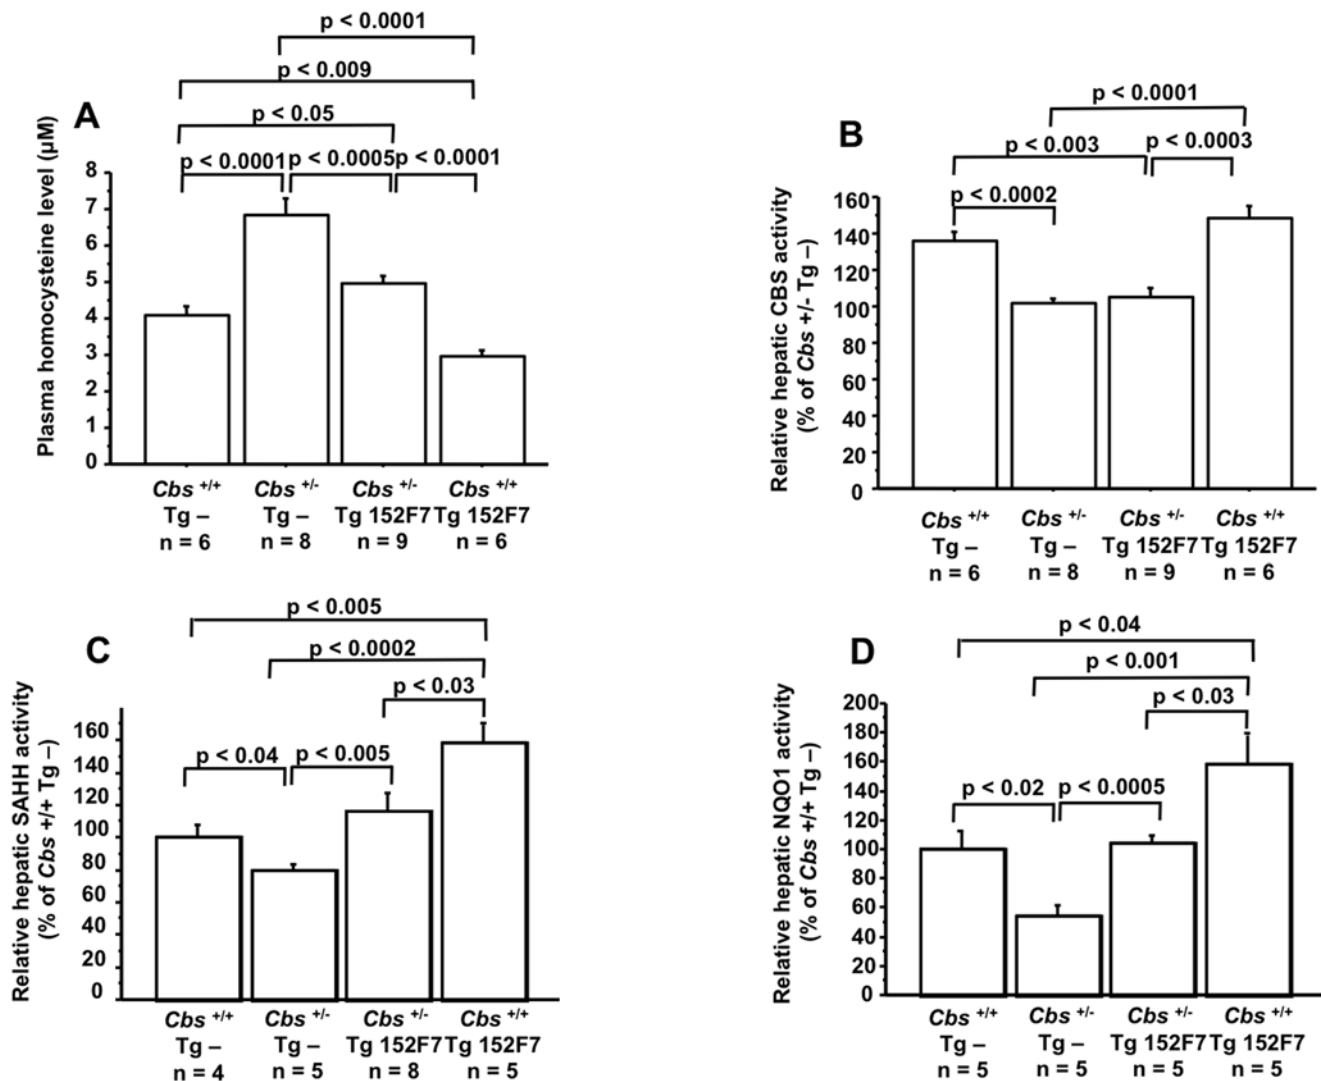 A
p < 0.0001
p < 0.009
p < 0.05
p < 0.0001 p < 0.0005 p < 0.0001
Plasma homocysteine level (µM)
8
7
6
5
4
3
2
1
0
Cbs +/+ Cbs +/- Cbs +/- Cbs +/+
Tg – Tg – Tg 152F7 Tg 152F7
n = 6 n = 8 n = 9 n = 6
B
p < 0.0001
p < 0.003 p < 0.0003
p < 0.0002
Relative hepatic CBS activity
(% of Cbs +/- Tg –)
160
140
120
100
80
60
40
20
0
Cbs +/+ Cbs +/- Cbs +/- Cbs +/+
Tg – Tg – Tg 152F7 Tg 152F7
n = 6 n = 8 n = 9 n = 6
C
p < 0.005
p < 0.0002
p < 0.03
p < 0.04 p < 0.005
Relative hepatic SAHH activity
(% of Cbs +/+ Tg –)
160
140
120
100
80
60
40
20
0
Cbs +/+ Cbs +/- Cbs +/- Cbs +/+
Tg – Tg – Tg 152F7 Tg 152F7
n = 4 n = 5 n = 8 n = 5
D
p < 0.04
p < 0.001
p < 0.03
p < 0.02 p < 0.0005
Relative hepatic NQO1 activity
(% of Cbs +/+ Tg –)
200
180
160
140
120
100
80
60
40
20
0
Cbs +/+ Cbs +/- Cbs +/- Cbs +/+
Tg – Tg – Tg 152F7 Tg 152F7
n = 5 n = 5 n = 5 n = 5